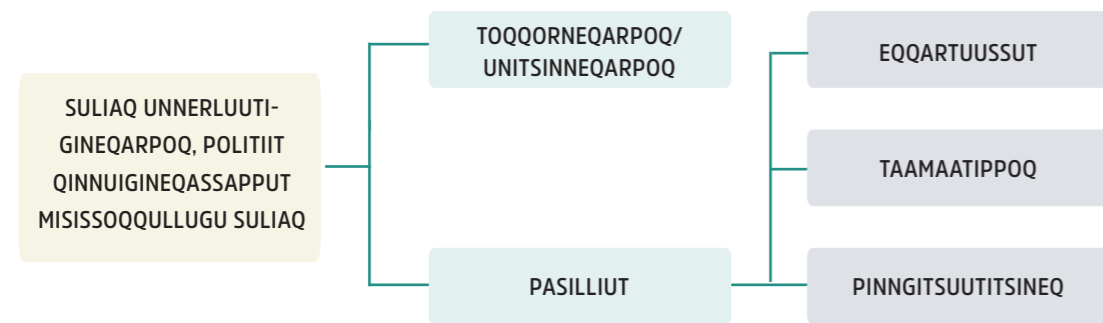 SULIAQ UNNERLUUTI-
GINEQARPOQ, POLITIIT
QINNUIGINEQASSAPPUT
MISISSOQQULLUGU SULIAQ
TOQQORNEQARPOQ/
UNITSINNEQARPOQ
PASILLIUT
EQQARTUUSSUT
TAAMAATIPPOQ
PINNGITSUUTITSINEQ